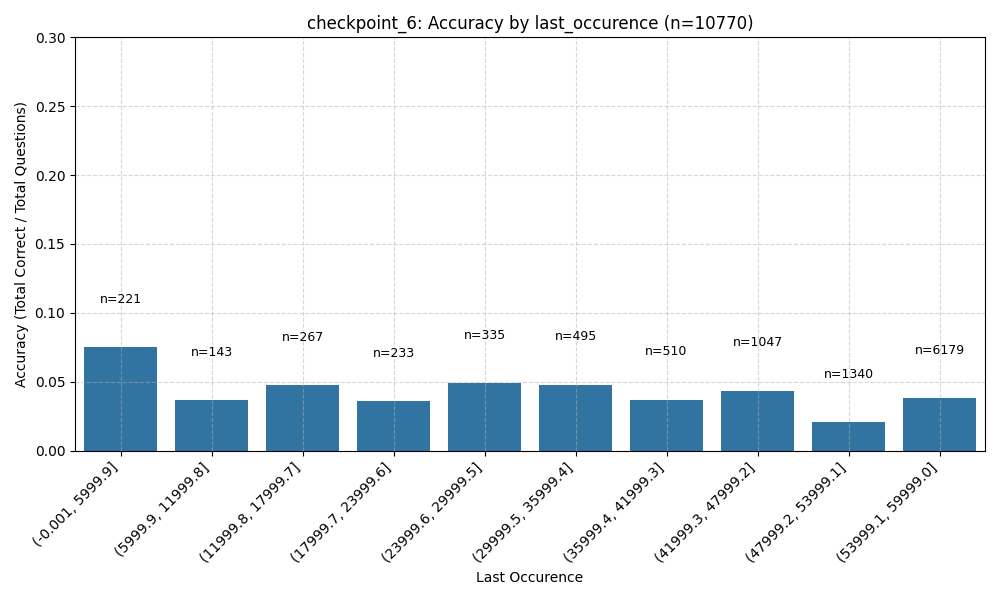 checkpoint_6: Accuracy by last_occurence (n=10770)
Accuracy (Total Correct / Total Questions)
0.30
0.25
0.20
0.15
0.10
0.05
0.00
n=221
n=143
n=267
n=233
n=335
n=495
n=510
n=1047
n=1340
n=6179
(-0.001, 5999.9]
(5999.9, 11999.8]
(11999.8, 17999.7]
(17999.7, 23999.6]
(23999.6, 29999.5]
(29999.5, 35999.4]
(35999.4, 41999.3]
(41999.3, 47999.2]
(47999.2, 53999.1]
(53999.1, 59999.0]
Last Occurence